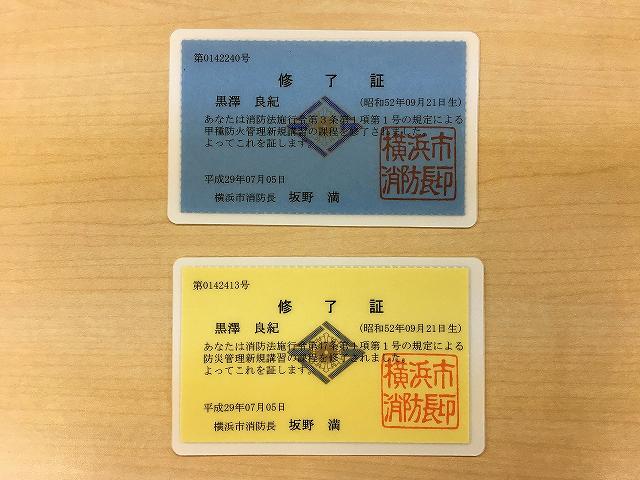 第0142240号
修了証
黒澤 良紀 (昭和52年09月21日生)
あなたは消防法施行令第3条第1項第1号の規定による
甲種防火管理新規講習の課程を修了されました。
よってこれを証します。
平成29年07月05日
横浜市消防長 坂野 満
横浜市
消防長印
第0142413号
修了証
黒澤 良紀 (昭和52年09月21日生)
あなたは消防法施行令第47条第1項第1号の規定による
防災管理新規講習の課程を修了されました。
よってこれを証します。
平成29年07月05日
横浜市消防長 坂野 満
横浜市
消防長印